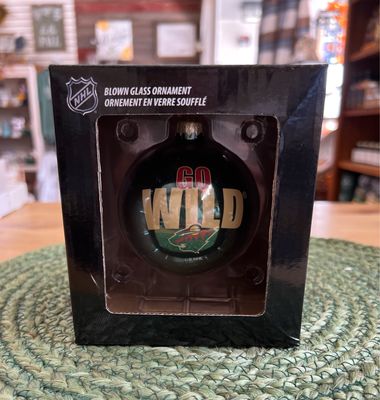 NHL
BLOWN GLASS ORNAMENT
ORNEMENT EN VERRE SOUFFLÉ
GO
WILD